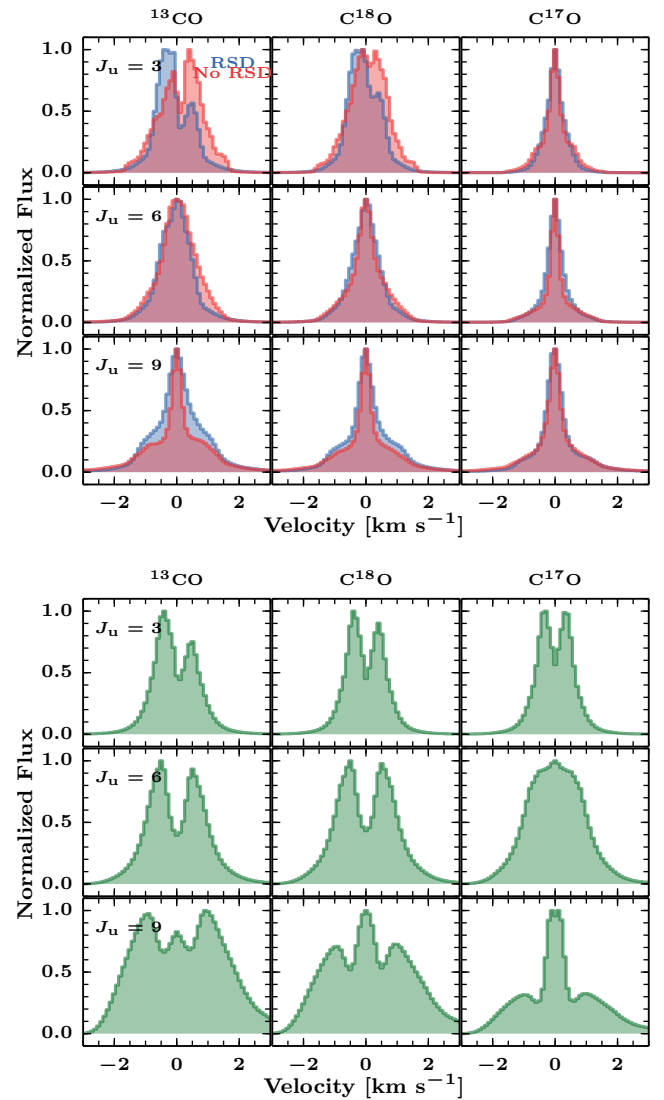 ¹³CO C¹⁸O C¹⁷O
1.0
J_u = 3 RSD
No RSD
0.5
0.0
1.0
J_u = 6
0.5
0.0
1.0
J_u = 9
0.5
0.0
Normalized Flux
−2 0 2 −2 0 2 −2 0 2
Velocity [km s⁻¹]
¹³CO C¹⁸O C¹⁷O
1.0
J_u = 3
0.5
0.0
1.0
J_u = 6
0.5
0.0
1.0
J_u = 9
0.5
0.0
Normalized Flux
−2 0 2 −2 0 2 −2 0 2
Velocity [km s⁻¹]